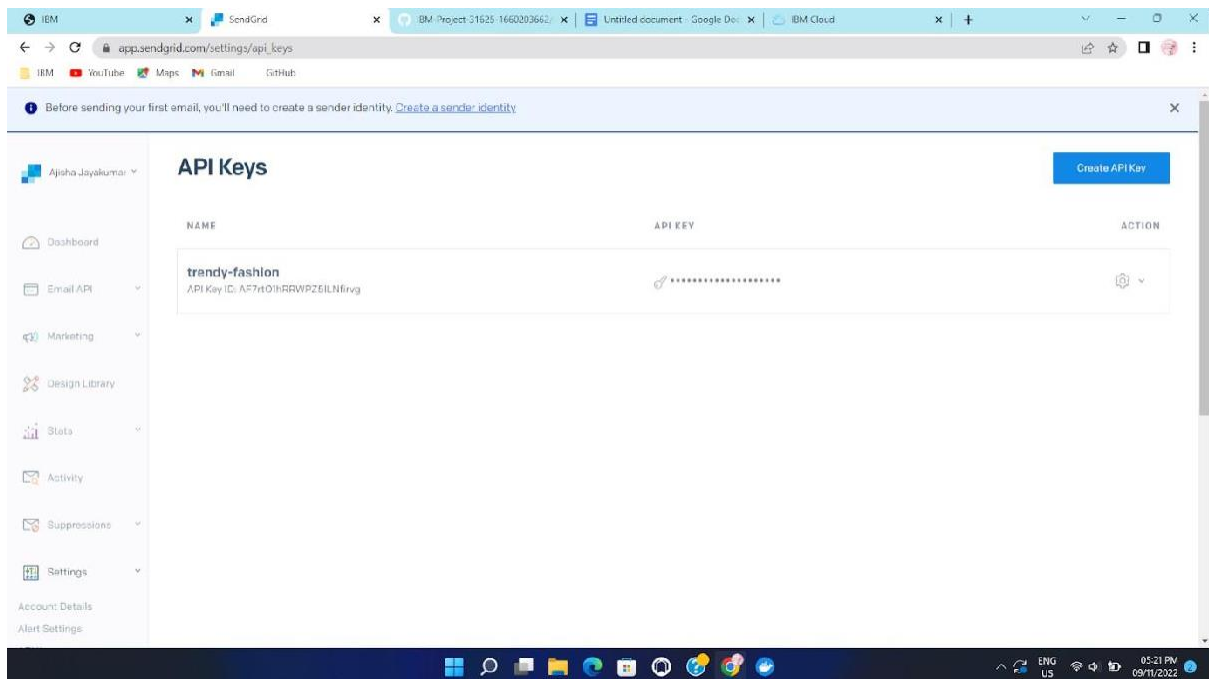 IBM
SendGrid
IBM-Project-31625-1660203662/
Untitled document - Google Doc
IBM Cloud
app.sendgrid.com/settings/api_keys
IBM
YouTube
Maps
Gmail
GitHub
Before sending your first email, you'll need to create a sender identity. Create a sender identity
Ajisha Jayakumar
API Keys
Create API Key
NAME
API KEY
ACTION
Dashboard
trendy-fashion
API Key ID:
••••••••••••••••••••
Email API
Marketing
Design Library
Stats
Activity
Suppressions
Settings
Account Details
Alert Settings
ENG
US
05:21 PM
09/11/2022